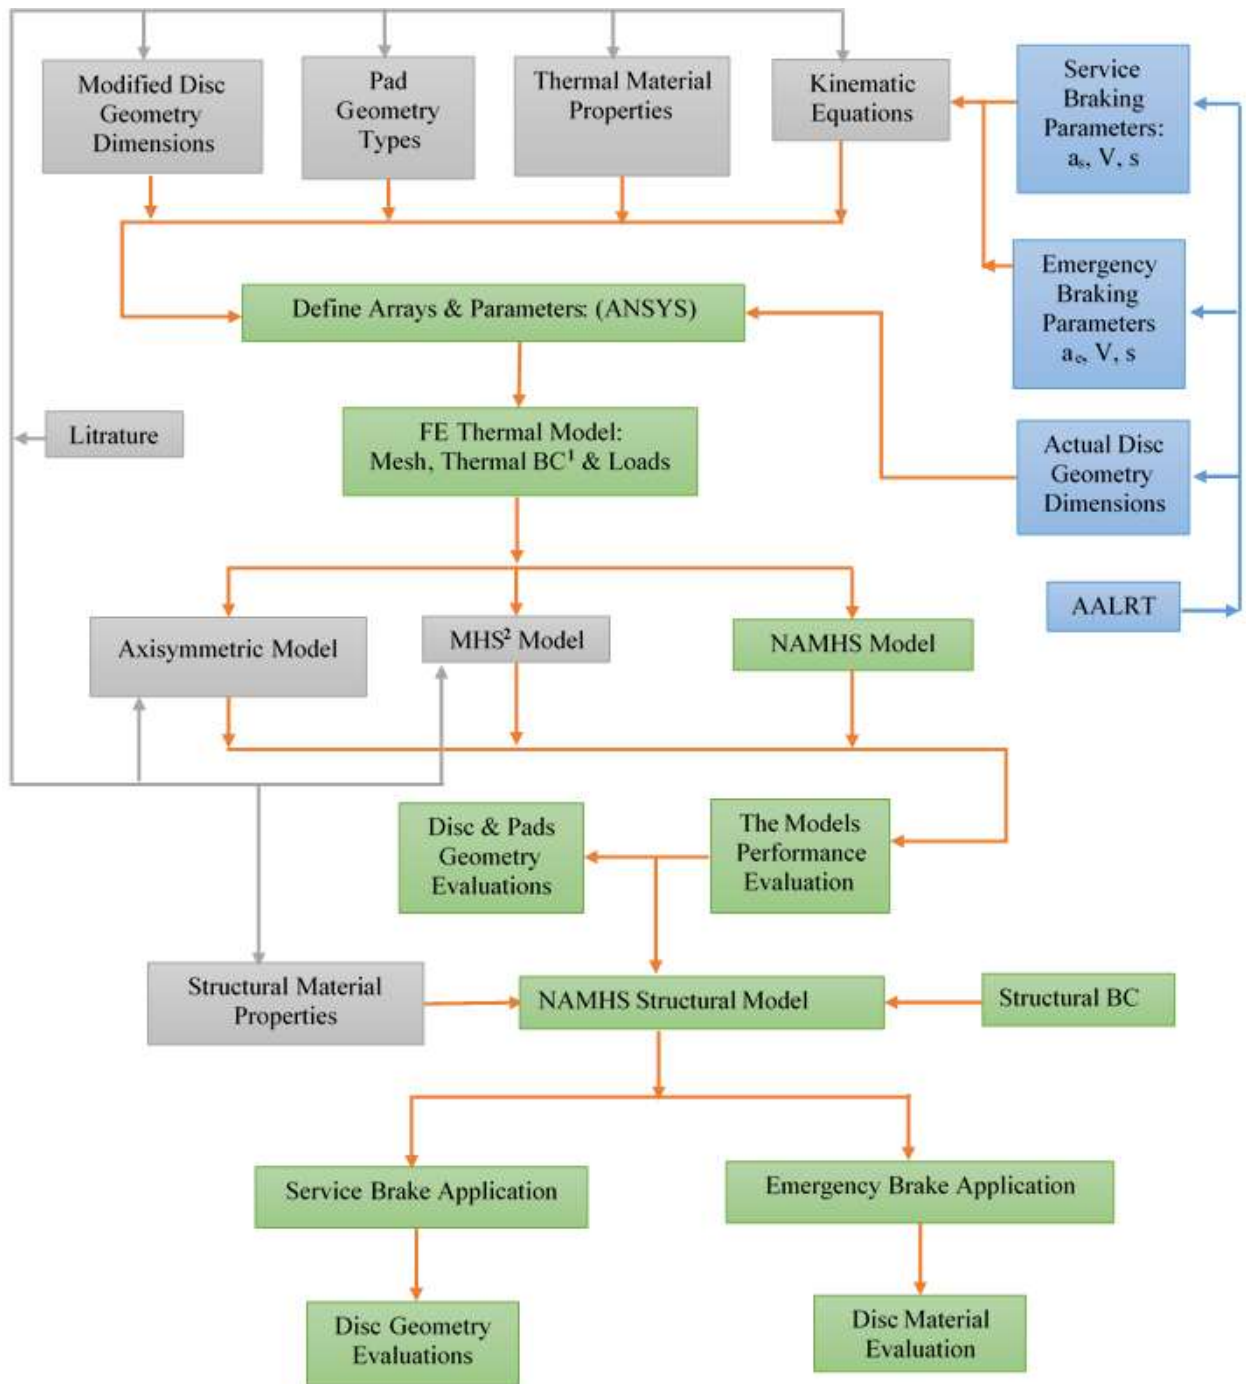 Modified Disc
Geometry
Dimensions
Pad
Geometry
Types
Thermal Material
Properties
Kinematic
Equations
Service
Braking
Parameters:
aₛ, V, s
Emergency
Braking
Parameters
aₑ, V, s
Define Arrays & Parameters: (ANSYS)
Litrature
FE Thermal Model:
Mesh, Thermal BC¹ & Loads
Actual Disc
Geometry
Dimensions
AALRT
Axisymmetric Model
MHS² Model
NAMHS Model
Disc & Pads
Geometry
Evaluations
The Models
Performance
Evaluation
Structural Material
Properties
NAMHS Structural Model
Structural BC
Service Brake Application
Emergency Brake Application
Disc Geometry
Evaluations
Disc Material
Evaluation